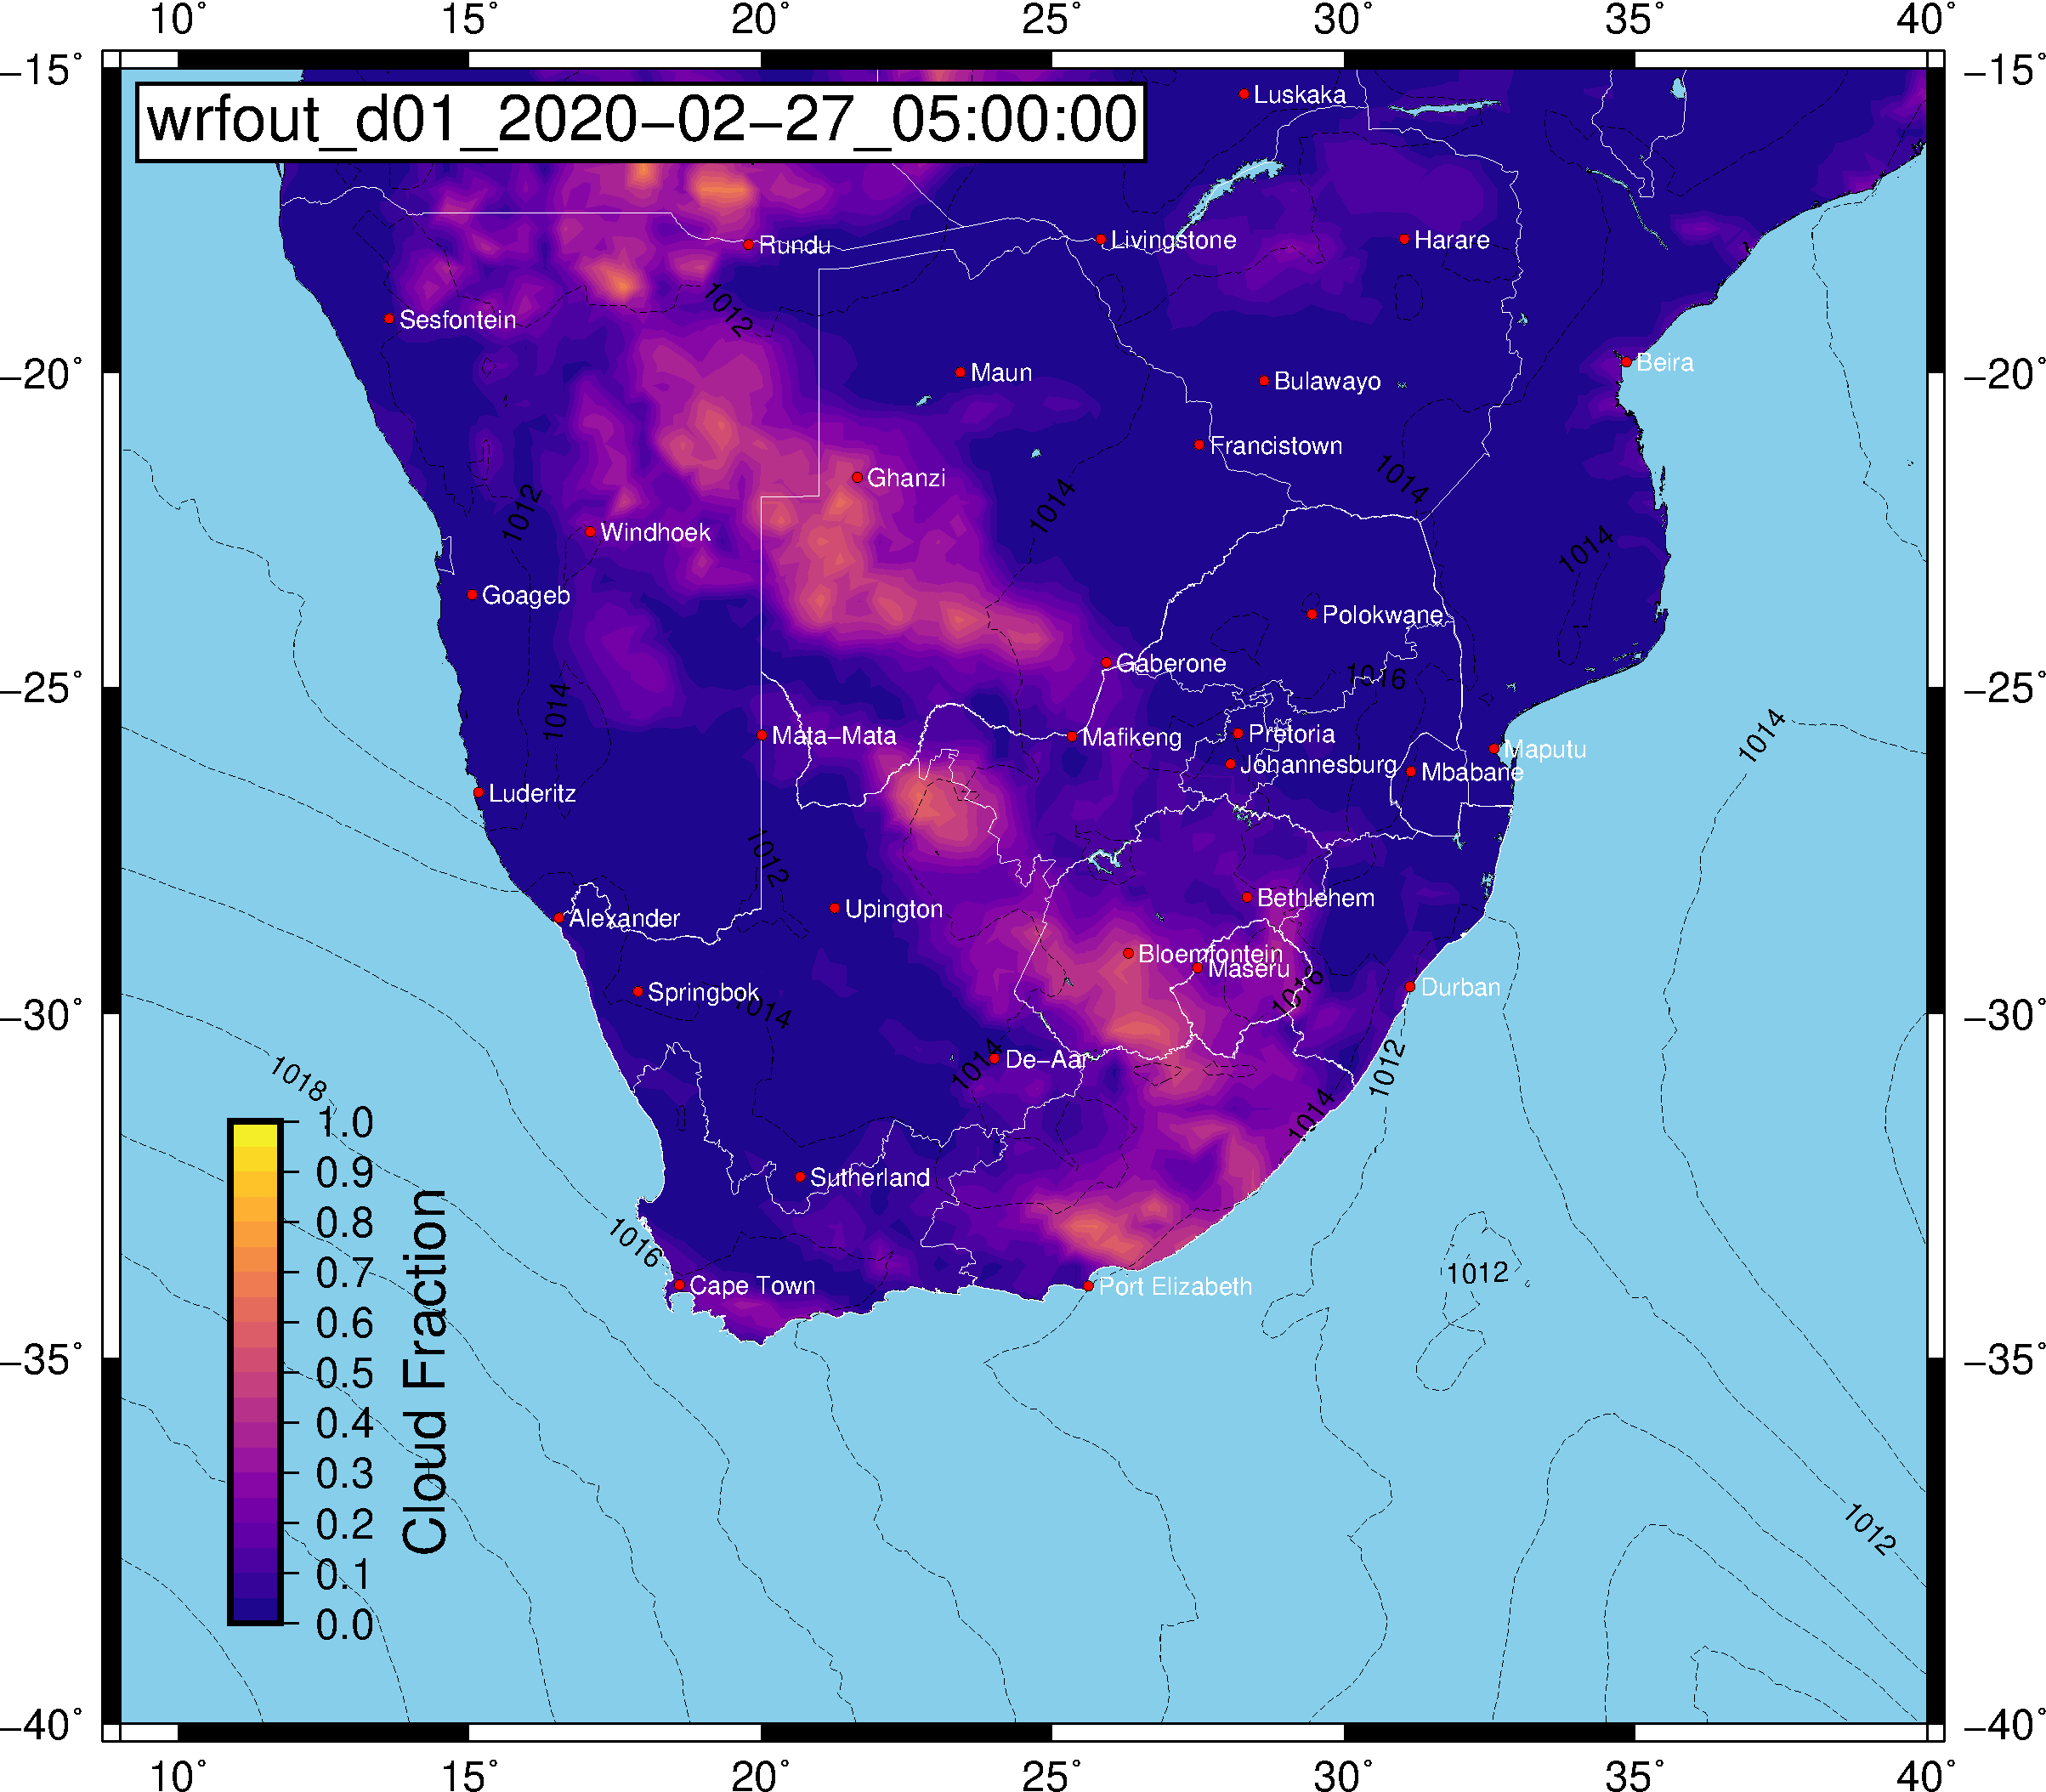 10° 15° 20° 25° 30° 35° 40°
−15° −15°
wrfout_d01_2020−02−27_05:00:00
Luskaka
Rundu
Livingstone
Harare
Sesfontein
1012
−20° −20°
Maun
Bulawayo
Beira
Francistown
Ghanzi
1014
1012
1014
Windhoek
1014
Goageb
Polokwane
Gaberone
−25° −25°
1016
1014
1014
Mata−Mata
Mafikeng
Pretoria
Maputu
Johannesburg
Mbabane
Luderitz
1012
Bethlehem
Upington
Alexander
Bloemfontein
Maseru
Springbok
1014
1016
Durban
−30° −30°
De−Aar
1014
1012
1018
1014
1.0
0.9
0.8
0.7
0.6
0.5
0.4
0.3
0.2
0.1
0.0
Cloud Fraction
Sutherland
1016
Cape Town
Port Elizabeth
1012
−35° −35°
1012
−40° −40°
10° 15° 20° 25° 30° 35° 40°